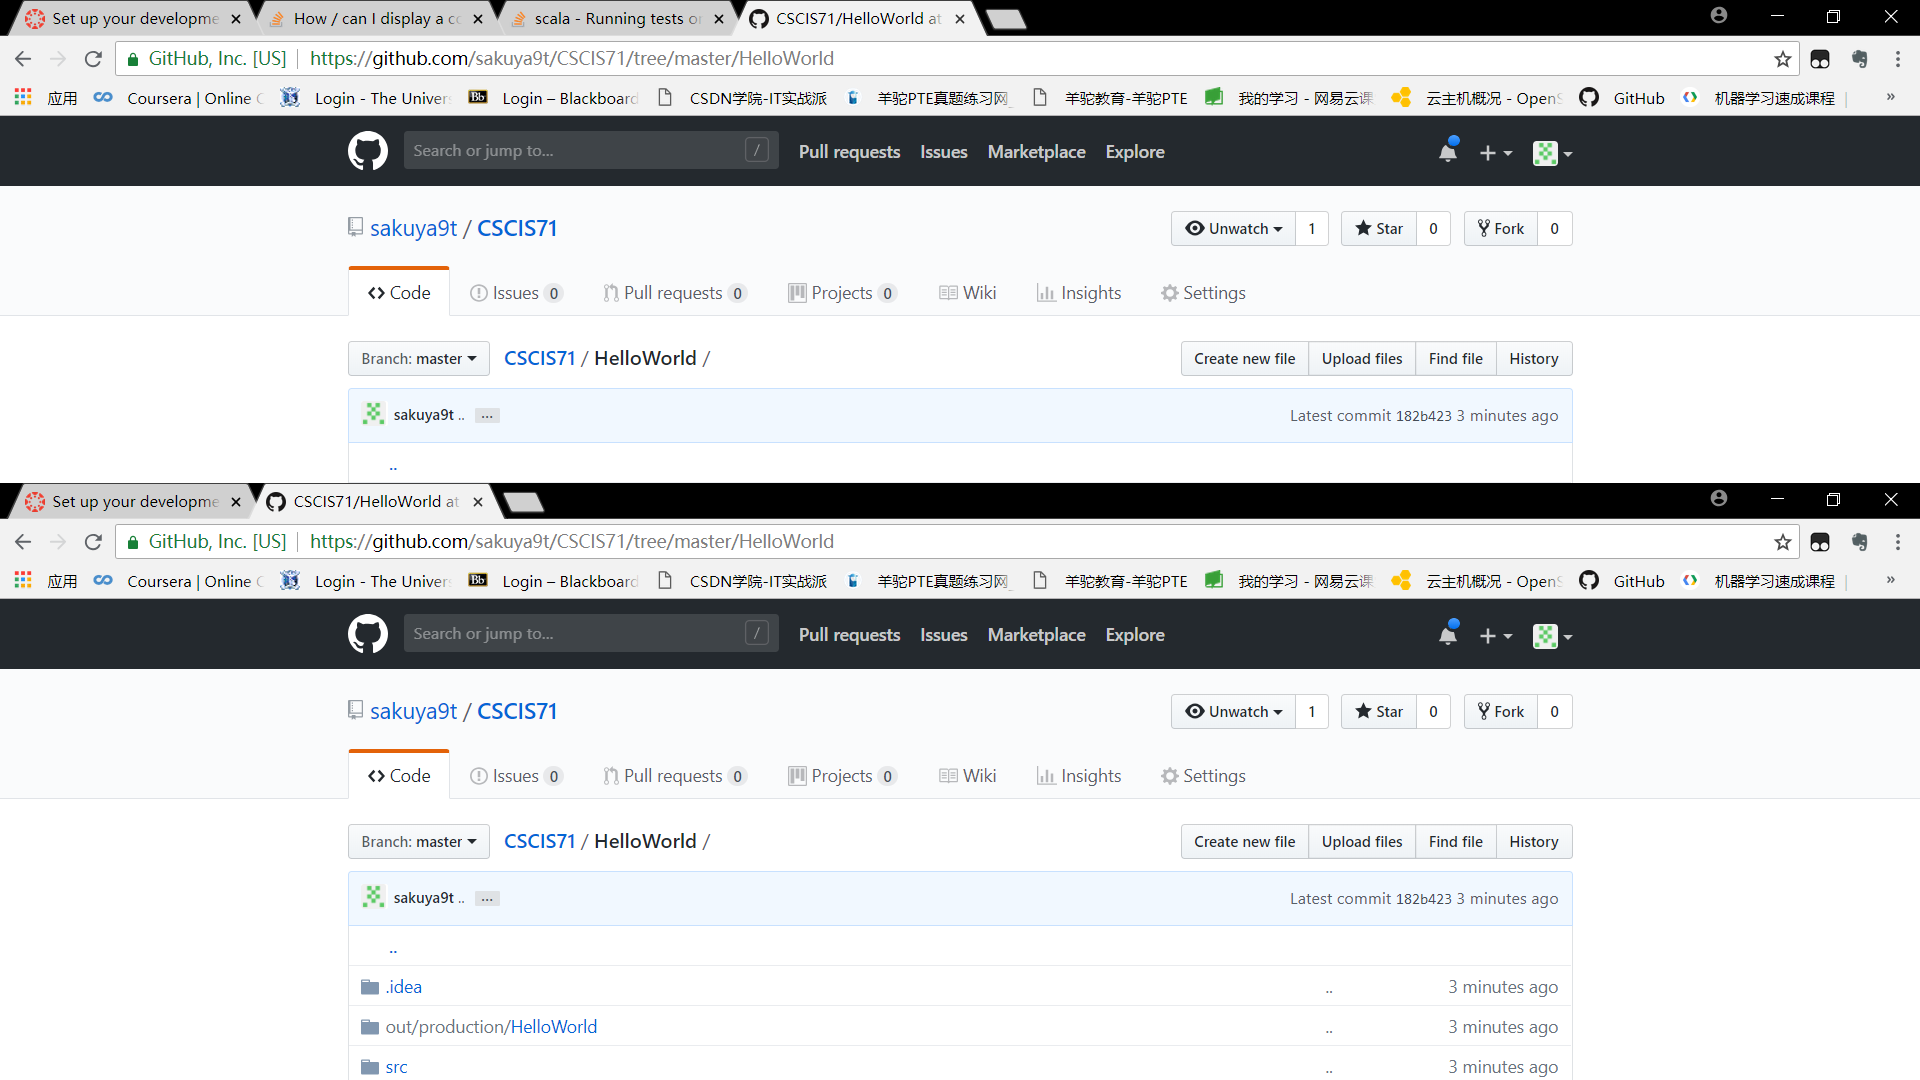 Set up your developme How / can I display a co scala - Running tests or CSCIS71/HelloWorld at
GitHub, Inc. [US] https://github.com/sakuya9t/CSCIS71/tree/master/HelloWorld
应用 Coursera | Online C Login - The Univers Bb Login – Blackboard CSDN学院-IT实战派 羊驼PTE真题练习网_ 羊驼教育-羊驼PTE 我的学习 - 网易云课 云主机概况 - OpenS GitHub 机器学习速成课程 | »
Search or jump to... / Pull requests Issues Marketplace Explore
sakuya9t / CSCIS71 Unwatch 1 Star 0 Fork 0
Code Issues 0 Pull requests 0 Projects 0 Wiki Insights Settings
Branch: master CSCIS71 / HelloWorld / Create new file Upload files Find file History
sakuya9t .. ... Latest commit 182b423 3 minutes ago
..
Set up your developme CSCIS71/HelloWorld at
GitHub, Inc. [US] https://github.com/sakuya9t/CSCIS71/tree/master/HelloWorld
应用 Coursera | Online C Login - The Univers Bb Login – Blackboard CSDN学院-IT实战派 羊驼PTE真题练习网_ 羊驼教育-羊驼PTE 我的学习 - 网易云课 云主机概况 - OpenS GitHub 机器学习速成课程 | »
Search or jump to... / Pull requests Issues Marketplace Explore
sakuya9t / CSCIS71 Unwatch 1 Star 0 Fork 0
Code Issues 0 Pull requests 0 Projects 0 Wiki Insights Settings
Branch: master CSCIS71 / HelloWorld / Create new file Upload files Find file History
sakuya9t .. ... Latest commit 182b423 3 minutes ago
..
.idea .. 3 minutes ago
out/production/HelloWorld .. 3 minutes ago
src .. 3 minutes ago